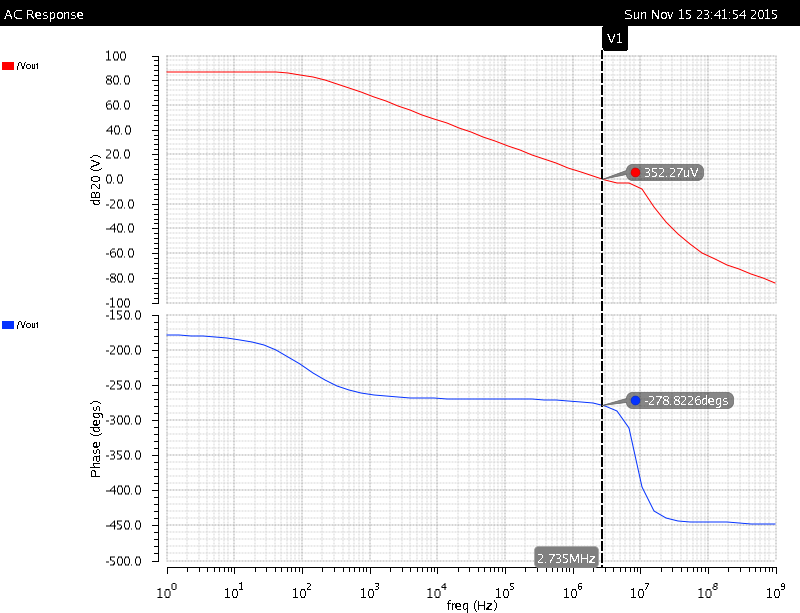 AC Response
Sun Nov 15 23:41:54 2015
V1
/Vout
100
80.0
60.0
40.0
20.0
0.0
-20.0
-40.0
-60.0
-80.0
-100
dB20 (V)
352.27uV
/Vout
-150.0
-200.0
-250.0
-300.0
-350.0
-400.0
-450.0
-500.0
Phase (degs)
-278.8226degs
2.735MHz
10⁰ 10¹ 10² 10³ 10⁴ 10⁵ 10⁶ 10⁷ 10⁸ 10⁹
freq (Hz)